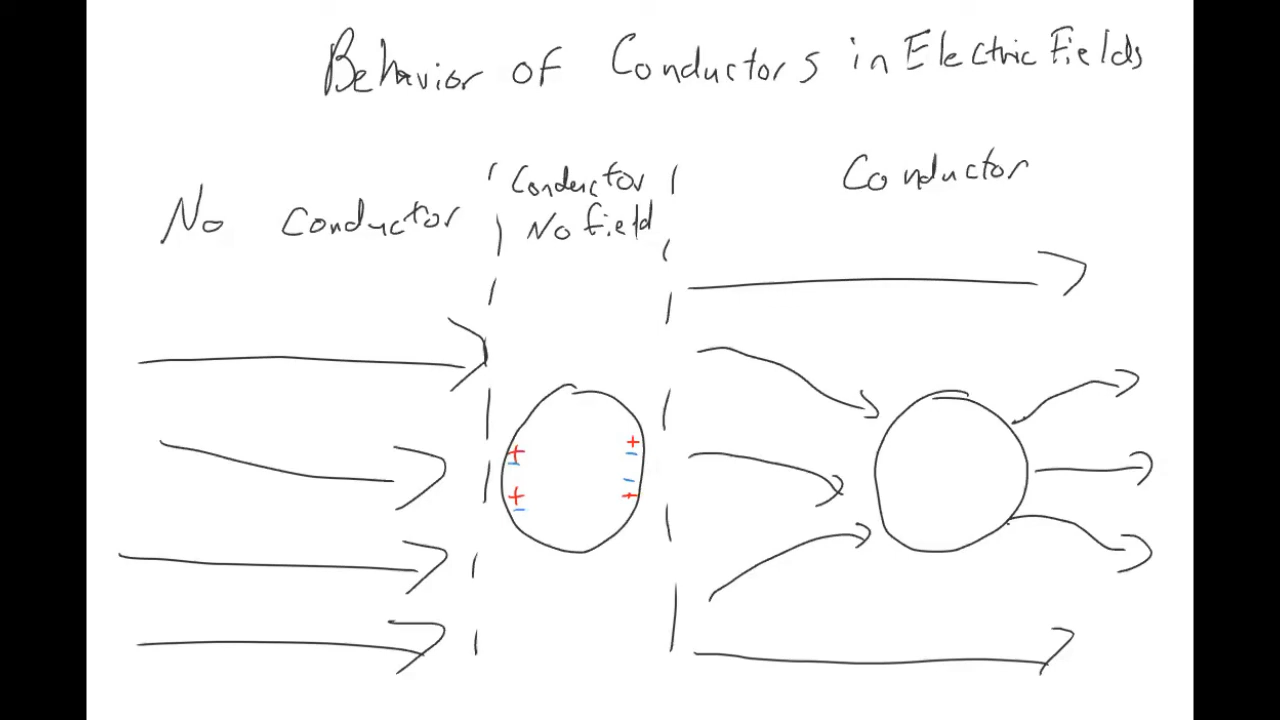 Behavior of Conductors in Electric Fields
No conductor
Conductor
No field
Conductor
+ +
- -
+ -
- +